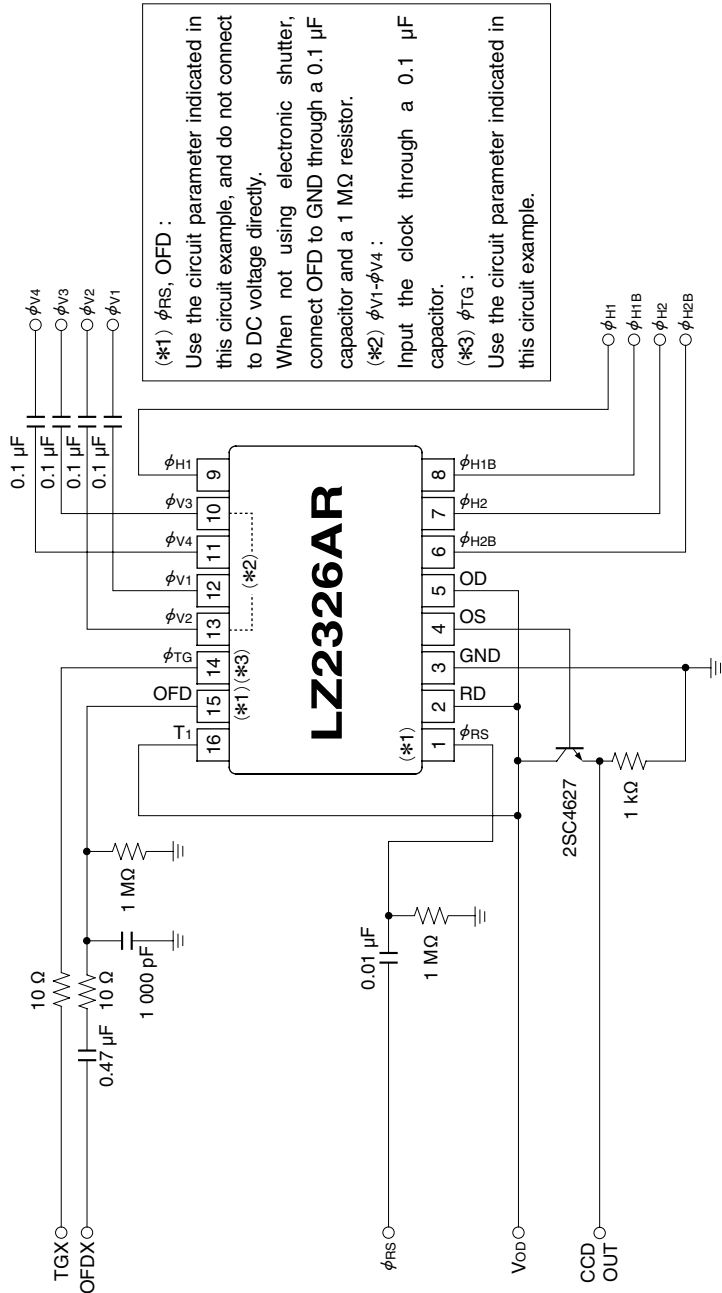 TGX
OFDX
10 Ω
10 Ω
0.47 µF
1 000 pF
1 MΩ
0.1 µF
0.1 µF
0.1 µF
0.1 µF
ϕV4
ϕV3
ϕV2
ϕV1
T1
OFD
ϕTG
ϕV2
ϕV1
ϕV4
ϕV3
ϕH1
16
15
14
13
12
11
10
9
(*1)
(*3)
(*2)
LZ2326AR
(*1)
1
2
3
4
5
6
7
8
ϕRS
RD
GND
OS
OD
ϕH2B
ϕH2
ϕH1B
ϕRS
0.01 µF
1 MΩ
VOD
CCD
OUT
2SC4627
1 kΩ
ϕH1
ϕH1B
ϕH2
ϕH2B
(*1) ϕRS, OFD :
Use the circuit parameter indicated in
this circuit example, and do not connect
to DC voltage directly.
When not using electronic shutter,
connect OFD to GND through a 0.1 µF
capacitor and a 1 MΩ resistor.
(*2) ϕV1-ϕV4 :
Input the clock through a 0.1 µF
capacitor.
(*3) ϕTG :
Use the circuit parameter indicated in
this circuit example.